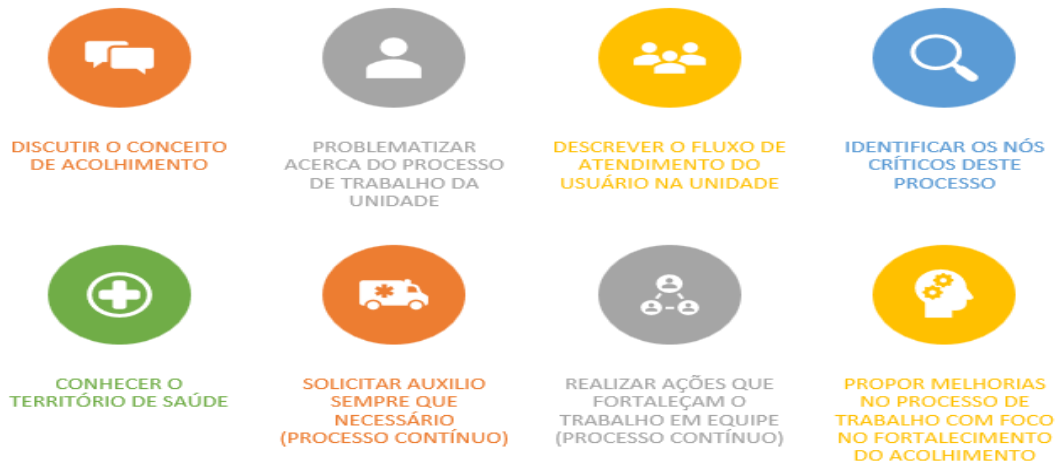 DISCUTIR O CONCEITO
DE ACOLHIMENTO
PROBLEMATIZAR
ACERCA DO PROCESSO
DE TRABALHO DA
UNIDADE
DESCREVER O FLUXO DE
ATENDIMENTO DO
USUÁRIO NA UNIDADE
IDENTIFICAR OS NÓS
CRÍTICOS DESTE
PROCESSO
CONHECER O
TERRITÓRIO DE SAÚDE
SOLICITAR AUXILIO
SEMPRE QUE
NECESSÁRIO
(PROCESSO CONTÍNUO)
REALIZAR AÇÕES QUE
FORTALEÇAM O
TRABALHO EM EQUIPE
(PROCESSO CONTÍNUO)
PROPOR MELHORIAS
NO PROCESSO DE
TRABALHO COM FOCO
NO FORTALECIMENTO
DO ACOLHIMENTO